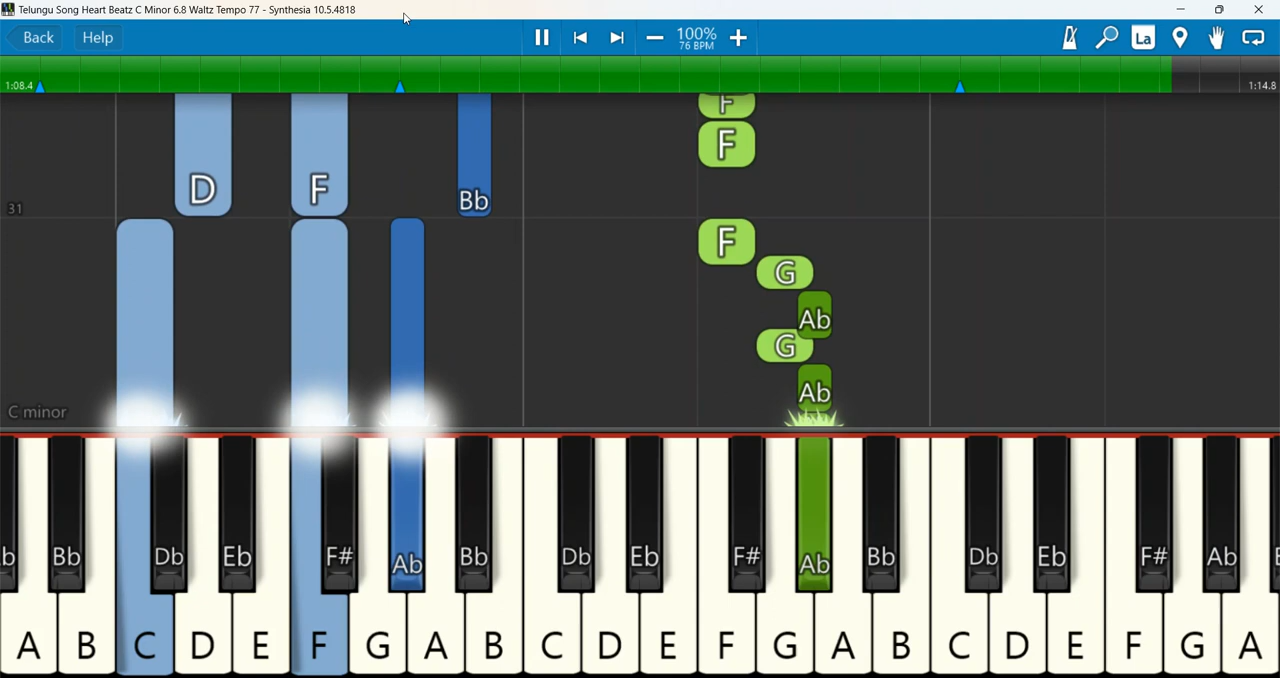 Telungu Song Heart Beatz C Minor 6.8 Waltz Tempo 77 - Synthesia 10.5.4818
Back Help 100% La
76 BPM
1:08.4 1:14.8
F
F
D F Bb
31
F
G
Ab
G
Ab
C minor
b Bb Db Eb F# Ab Bb Db Eb F# Ab Bb Db Eb F# Ab E
A B C D E F G A B C D E F G A B C D E F G A